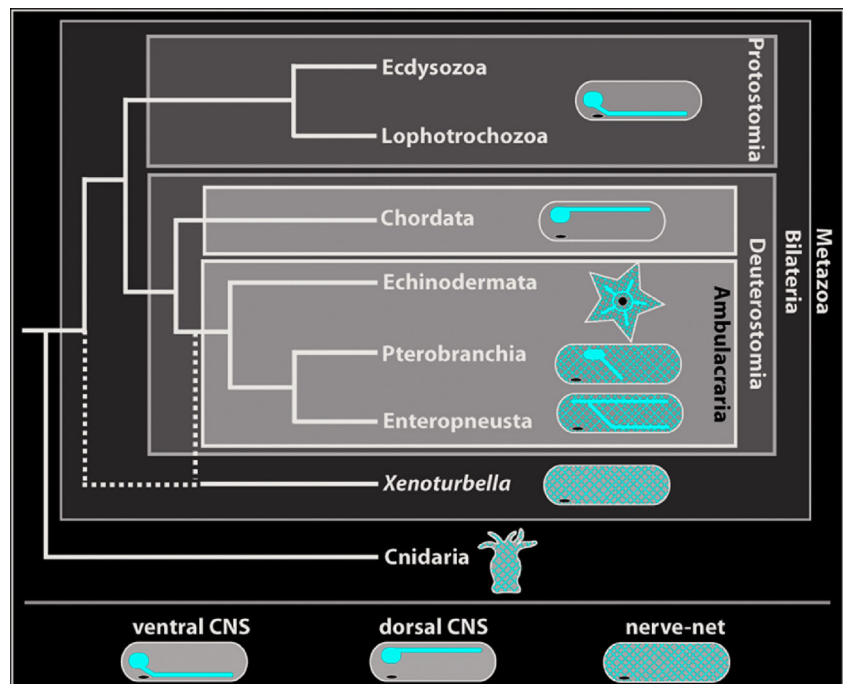 Ecdysozoa
Lophotrochozoa
Protostomia
Chordata
Echinodermata
Pterobranchia
Enteropneusta
Ambulacraria
Deuterostomia
Xenoturbella
Bilateria
Metazoa
Cnidaria
ventral CNS
dorsal CNS
nerve-net